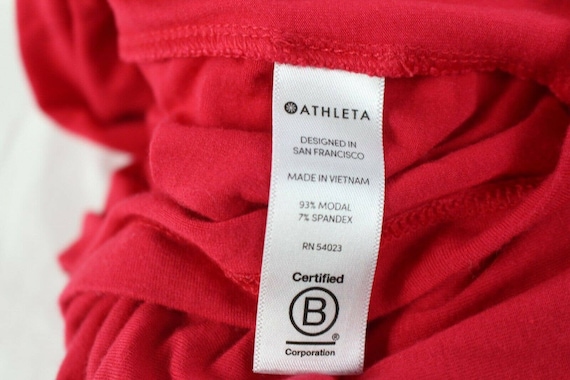 ATHLETA
DESIGNED IN
SAN FRANCISCO
MADE IN VIETNAM
93% MODAL
7% SPANDEX
RN 54023
Certified
B
®
Corporation